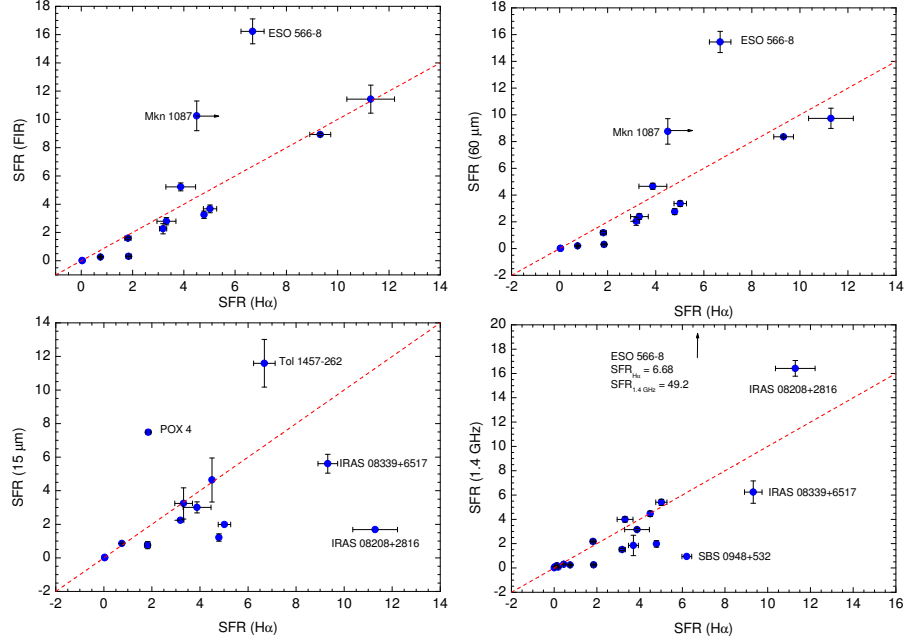 16
14
12
10
8
6
4
2
0
SFR (FIR)
ESO 566-8
Mkn 1087
0 2 4 6 8 10 12 14
SFR (Hα)
18
16
14
12
10
8
6
4
2
0
-2
SFR (60 μm)
ESO 566-8
Mkn 1087
-2 0 2 4 6 8 10 12 14
SFR (Hα)
14
12
10
8
6
4
2
0
-2
SFR (15 μm)
Tol 1457-262
POX 4
IRAS 08339+6517
IRAS 08208+2816
-2 0 2 4 6 8 10 12 14
SFR (Hα)
20
18
16
14
12
10
8
6
4
2
0
-2
SFR (1.4 GHz)
ESO 566-8
SFR Hα = 6.68
SFR 1.4 GHz = 49.2
IRAS 08208+2816
IRAS 08339+6517
SBS 0948+532
-2 0 2 4 6 8 10 12 14 16
SFR (Hα)